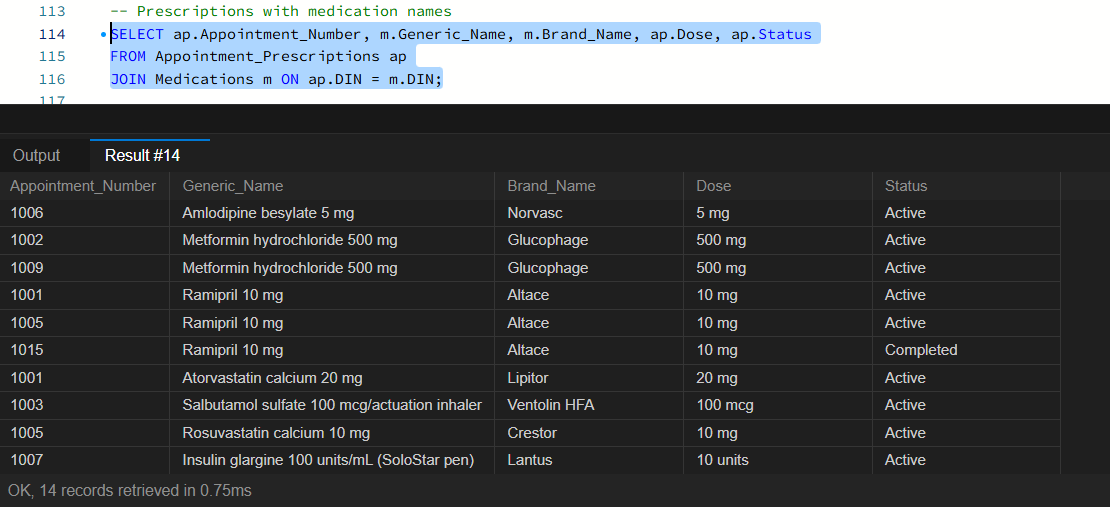 113 -- Prescriptions with medication names
114 SELECT ap.Appointment_Number, m.Generic_Name, m.Brand_Name, ap.Dose, ap.Status
115 FROM Appointment_Prescriptions ap
116 JOIN Medications m ON ap.DIN = m.DIN;
117
Output Result #14
Appointment_Number Generic_Name Brand_Name Dose Status
1006 Amlodipine besylate 5 mg Norvasc 5 mg Active
1002 Metformin hydrochloride 500 mg Glucophage 500 mg Active
1009 Metformin hydrochloride 500 mg Glucophage 500 mg Active
1001 Ramipril 10 mg Altace 10 mg Active
1005 Ramipril 10 mg Altace 10 mg Active
1015 Ramipril 10 mg Altace 10 mg Completed
1001 Atorvastatin calcium 20 mg Lipitor 20 mg Active
1003 Salbutamol sulfate 100 mcg/actuation inhaler Ventolin HFA 100 mcg Active
1005 Rosuvastatin calcium 10 mg Crestor 10 mg Active
1007 Insulin glargine 100 units/mL (SoloStar pen) Lantus 10 units Active
OK, 14 records retrieved in 0.75ms